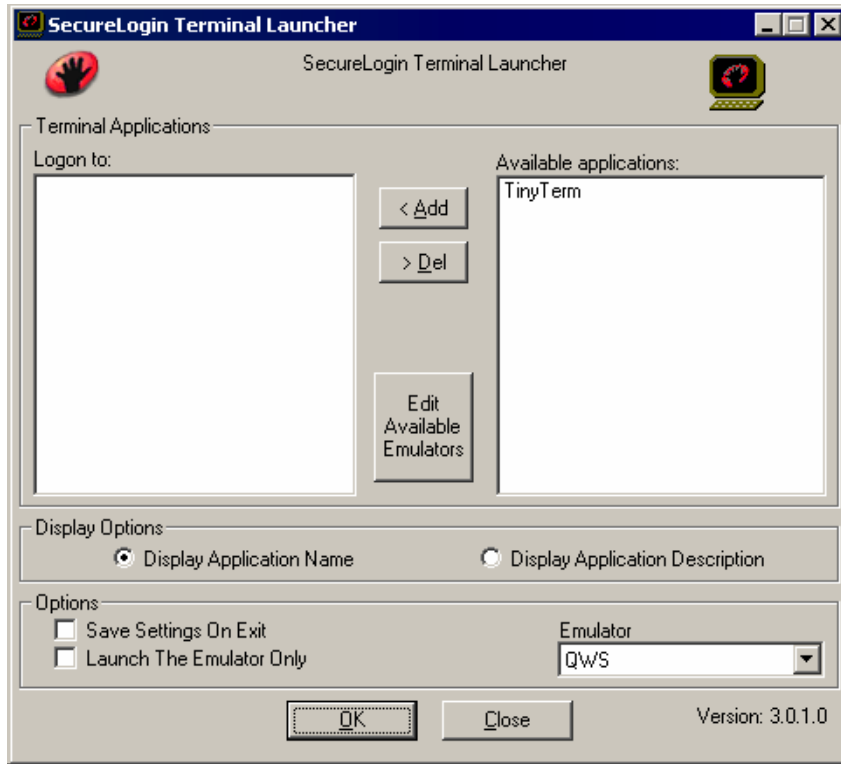 SecureLogin Terminal Launcher
SecureLogin Terminal Launcher
Terminal Applications
Logon to:
Available applications:
TinyTerm
< Add
> Del
Edit
Available
Emulators
Display Options
Display Application Name
Display Application Description
Options
Save Settings On Exit
Launch The Emulator Only
Emulator
QWS
OK
Close
Version: 3.0.1.0